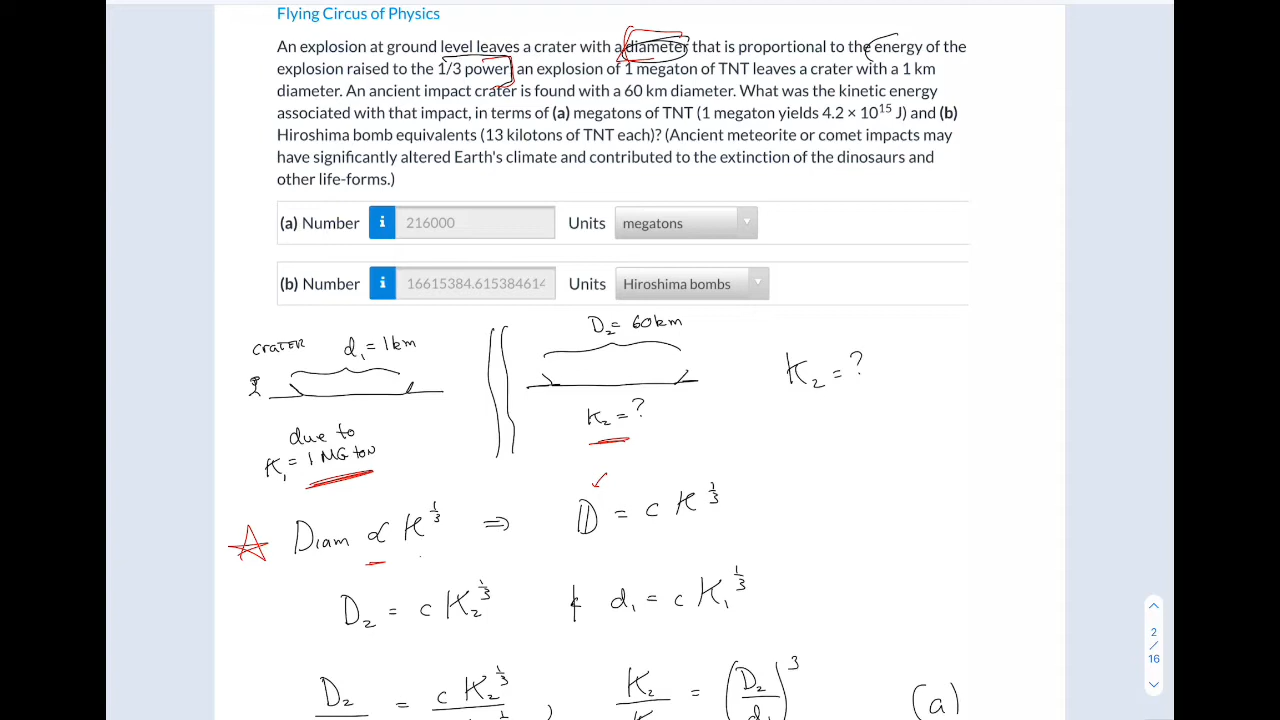 Flying Circus of Physics
An explosion at ground level leaves a crater with a diameter that is proportional to the energy of the
explosion raised to the 1/3 power; an explosion of 1 megaton of TNT leaves a crater with a 1 km
diameter. An ancient impact crater is found with a 60 km diameter. What was the kinetic energy
associated with that impact, in terms of (a) megatons of TNT (1 megaton yields 4.2 × 10¹⁵ J) and (b)
Hiroshima bomb equivalents (13 kilotons of TNT each)? (Ancient meteorite or comet impacts may
have significantly altered Earth's climate and contributed to the extinction of the dinosaurs and
other life-forms.)
(a) Number i 216000 Units megatons
(b) Number i 16615384.61538461 Units Hiroshima bombs
CRATER d₁ = 1km
D₂ = 60km
K₂ = ?
K₂ = ?
due to
K₁ = 1 MG ton
Diam ∝ K^1/3 ⇒ D = c K^1/3
D₂ = c K₂^1/3 & d₁ = c K₁^1/3
D₂ = c K₂^1/3 , K₂ = (D₂/d₁)³ (a)
2
/
16